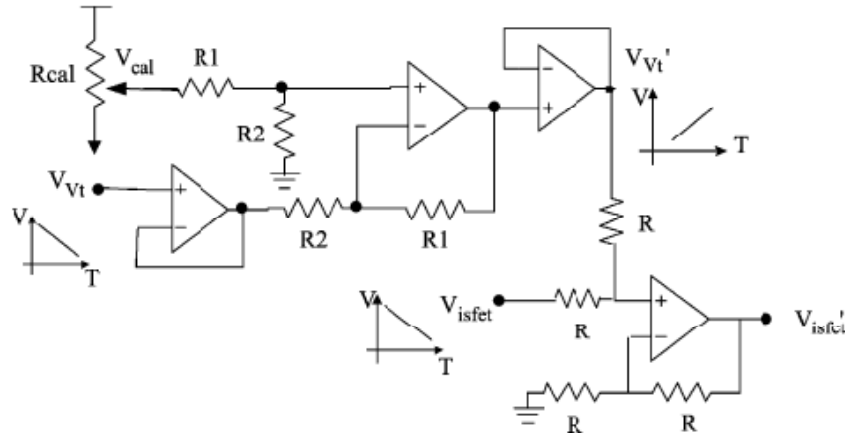 Rcal
Vcal
R1
R2
+
−
−
+
VVt'
V
T
VVt
+
−
V
T
R2
R1
R
V
T
Visfet
R
+
−
Visfet'
R
R